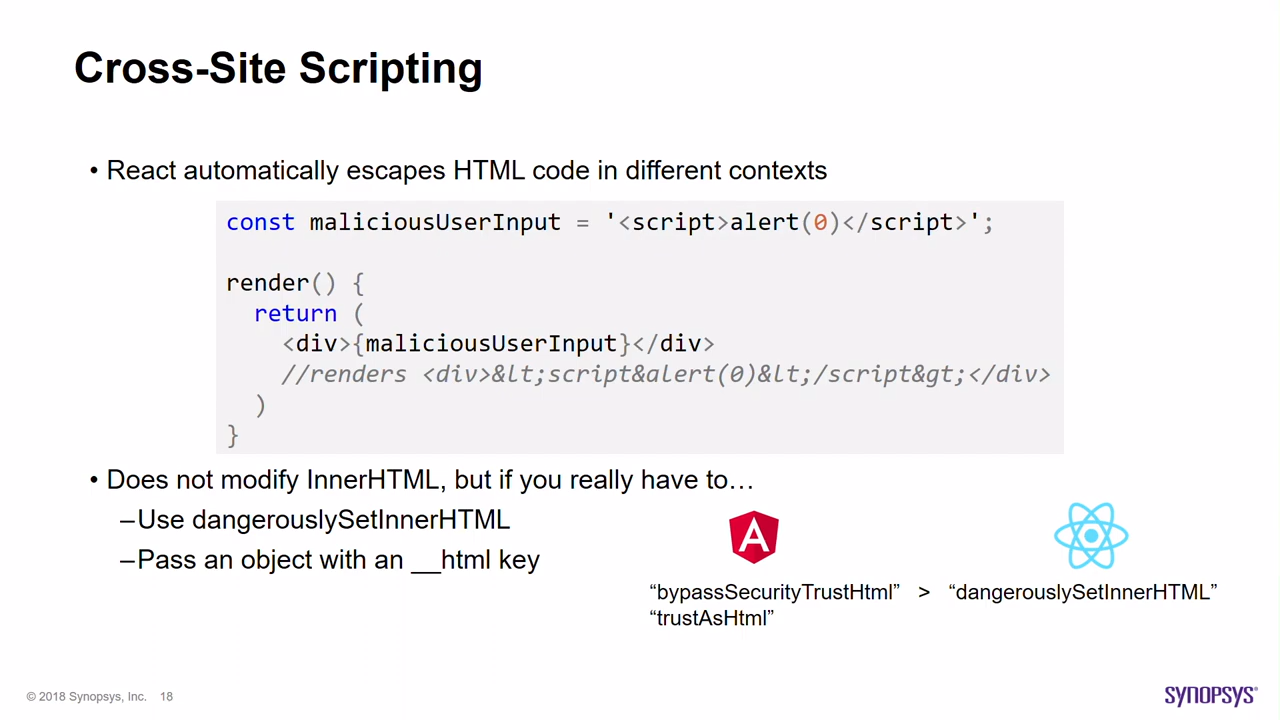 Cross-Site Scripting
• React automatically escapes HTML code in different contexts
const maliciousUserInput = '<script>alert(0)</script>';
render() {
return (
<div>{maliciousUserInput}</div>
//renders <div>&lt;script&alert(0)&lt;/script&gt;</div>
)
}
• Does not modify InnerHTML, but if you really have to…
–Use dangerouslySetInnerHTML
–Pass an object with an __html key
A
“bypassSecurityTrustHtml” > “dangerouslySetInnerHTML”
“trustAsHtml”
© 2018 Synopsys, Inc. 18
SYNOPSYS®